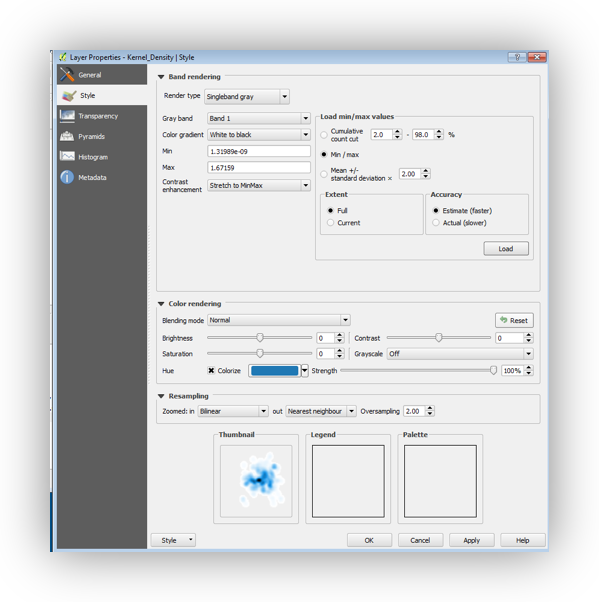 Layer Properties - Kernel_Density | Style
General
Style
Transparency
Pyramids
Histogram
Metadata
Band rendering
Render type Singleband gray
Gray band Band 1
Color gradient White to black
Min 1.31989e-09
Max 1.67159
Contrast
enhancement Stretch to MinMax
Load min/max values
Cumulative
count cut 2.0 - 98.0 %
Min / max
Mean +/-
standard deviation × 2.00
Extent
Full
Current
Accuracy
Estimate (faster)
Actual (slower)
Load
Color rendering
Blending mode Normal
Reset
Brightness 0 Contrast 0
Saturation 0 Grayscale Off
Hue Colorize Strength 100%
Resampling
Zoomed: in Bilinear out Nearest neighbour Oversampling 2.00
Thumbnail Legend Palette
Style OK Cancel Apply Help